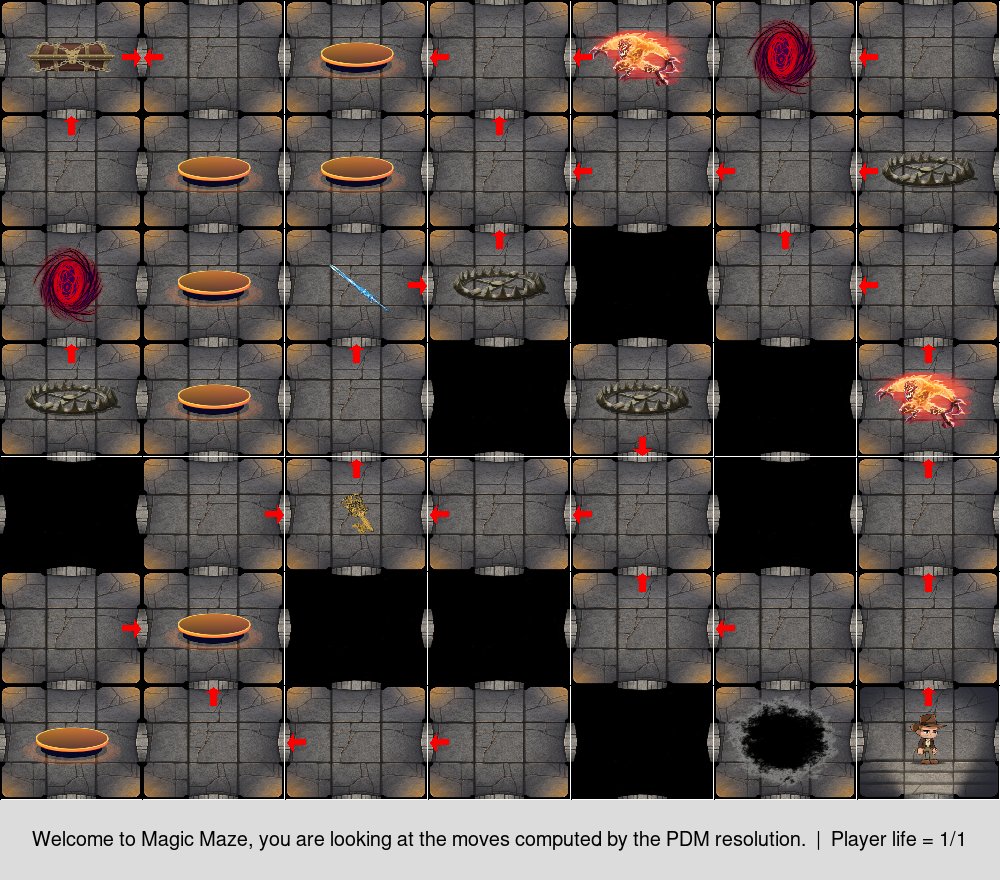 Welcome to Magic Maze, you are looking at the moves computed by the PDM resolution.  |  Player life = 1/1